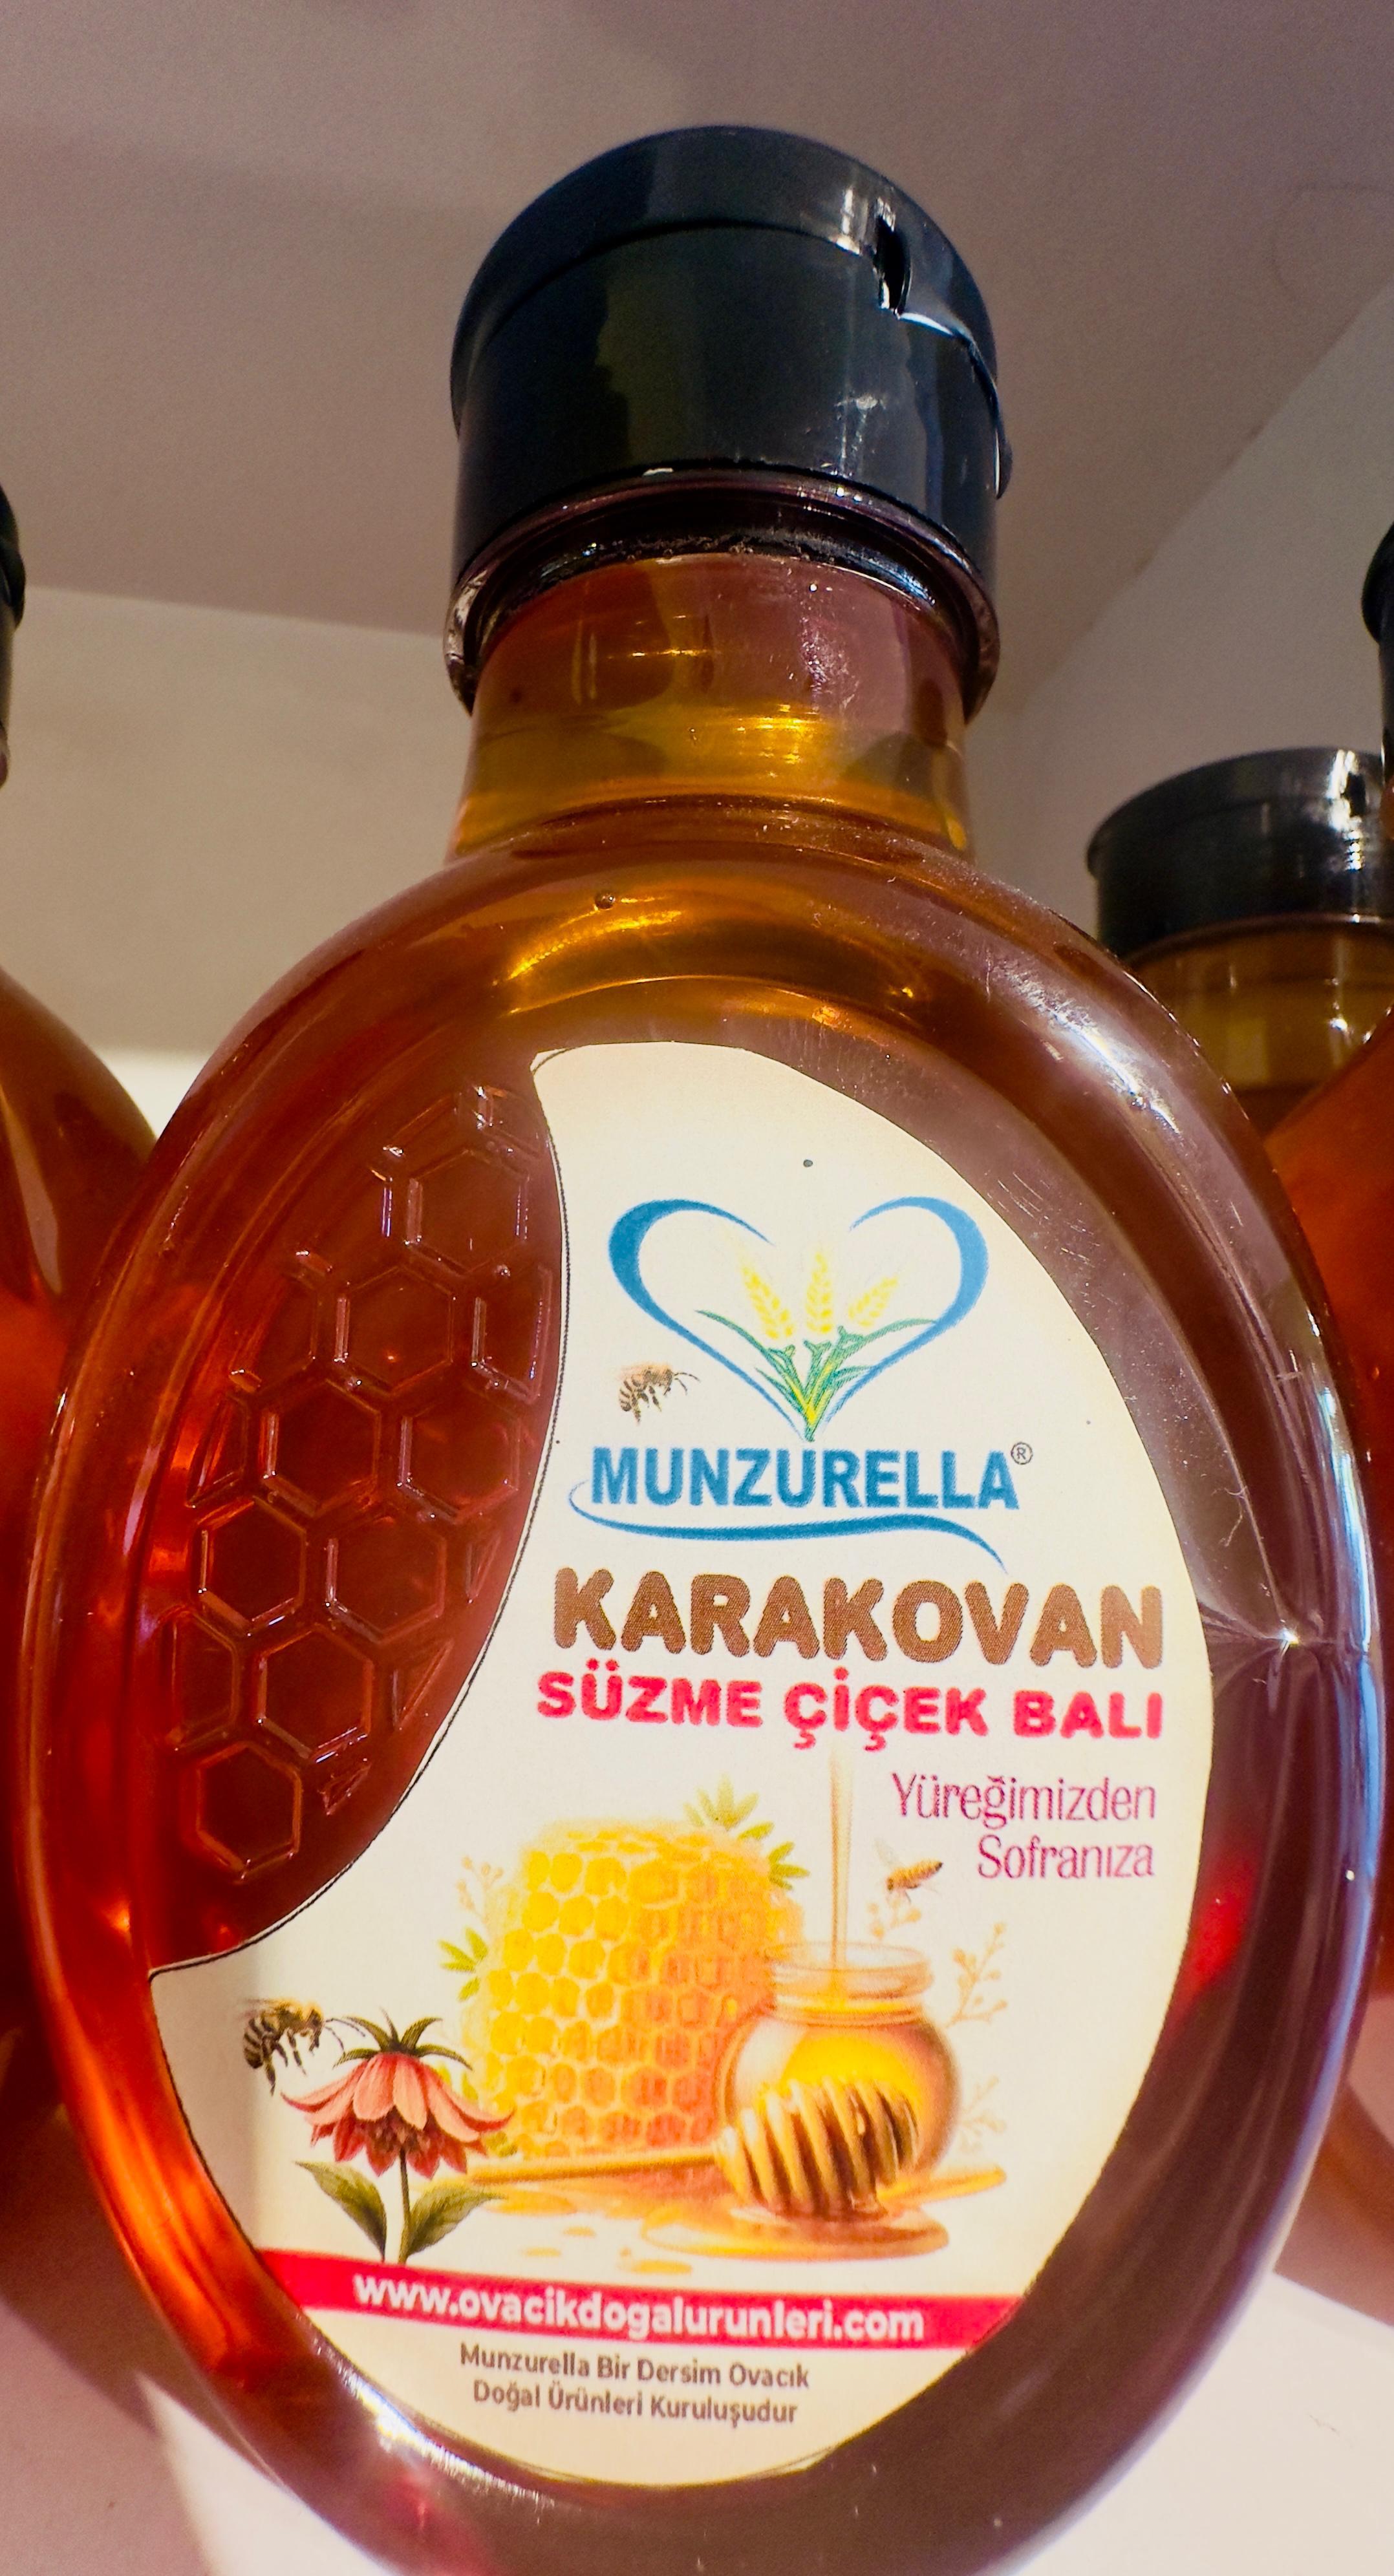 MUNZURELLA®
KARAKOVAN
SÜZME ÇİÇEK BALI
Yüreğimizden
Sofranıza
www.ovacikdogalurunleri.com
Munzurella Bir Dersim Ovacık
Doğal Ürünleri Kuruluşudur